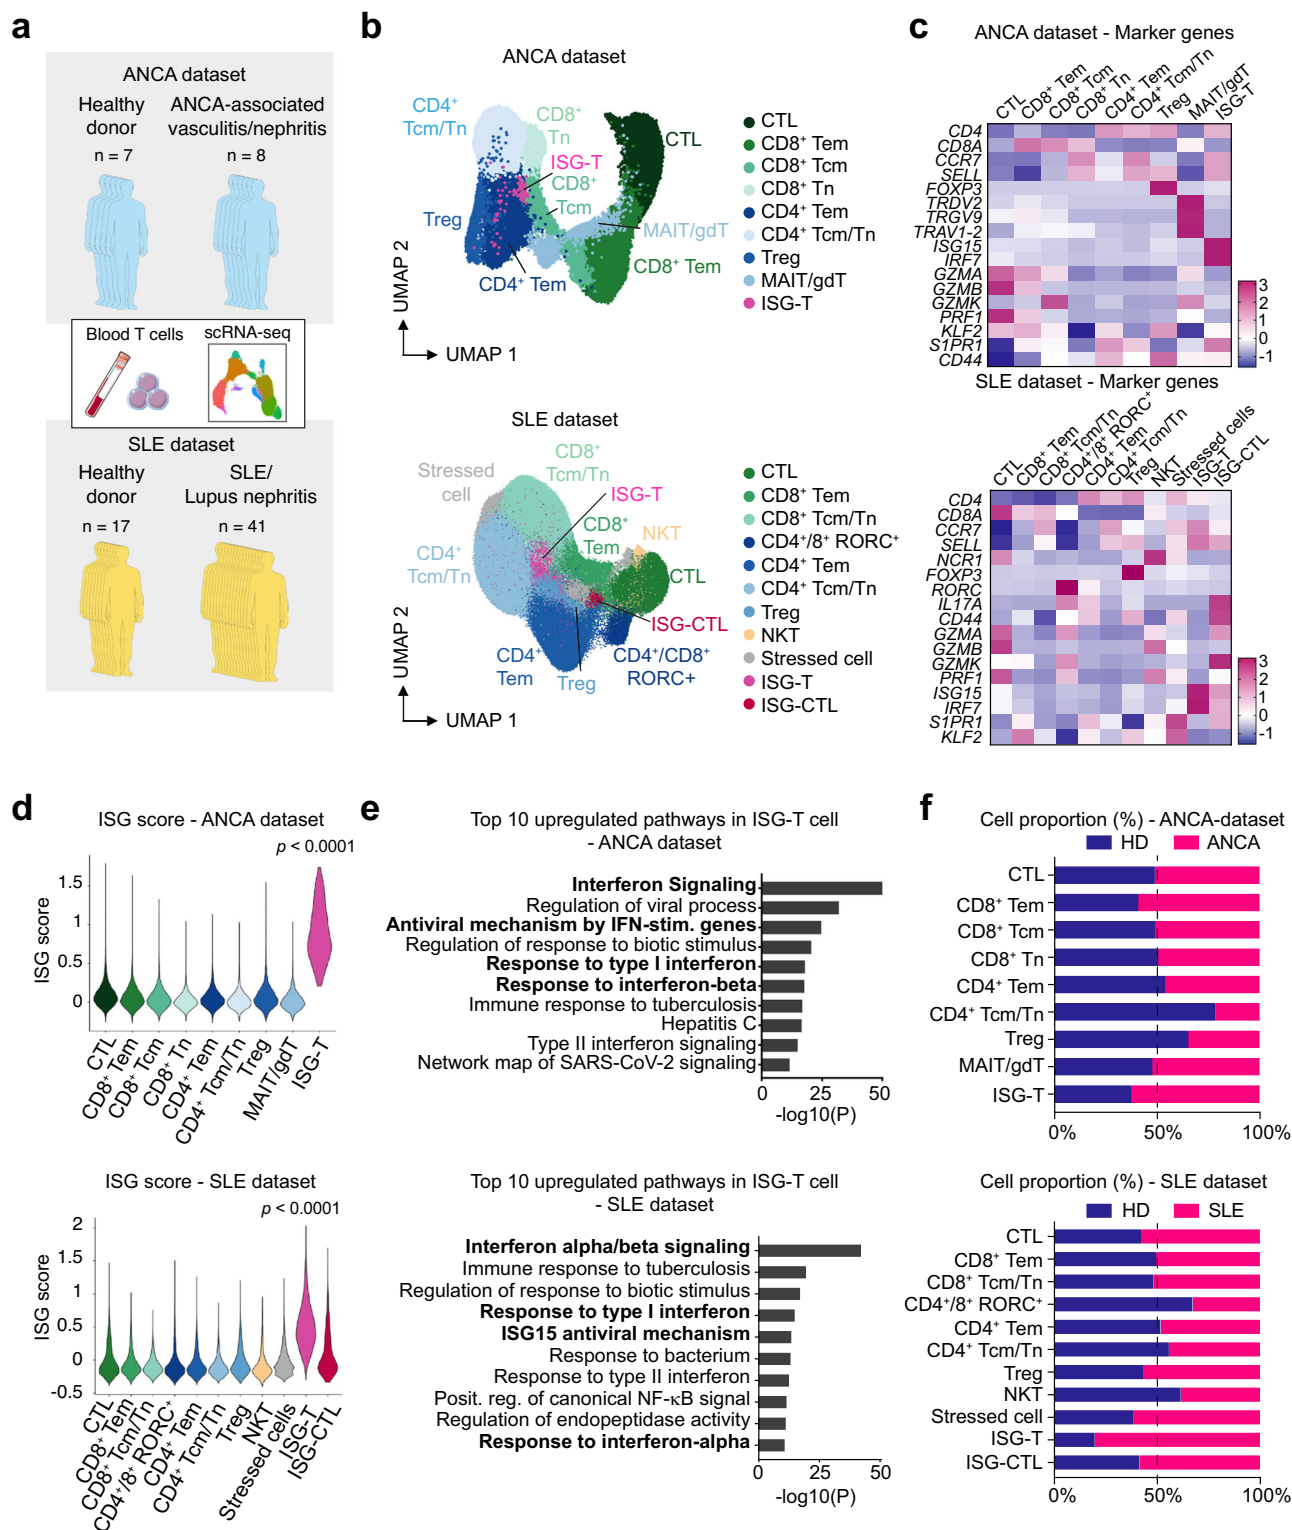 a
ANCA dataset
Healthy
donor
ANCA-associated
vasculitis/nephritis
n = 7
n = 8
Blood T cells
scRNA-seq
SLE dataset
Healthy
donor
SLE/
Lupus nephritis
n = 17
n = 41
b
ANCA dataset
CD4⁺
Tcm/Tn
CD8⁺
Tn
ISG-T
CD8⁺
Tcm
CTL
Treg
MAIT/gdT
CD4⁺ Tem
CD8⁺ Tem
UMAP 2
UMAP 1
CTL
CD8⁺ Tem
CD8⁺ Tcm
CD8⁺ Tn
CD4⁺ Tem
CD4⁺ Tcm/Tn
Treg
MAIT/gdT
ISG-T
SLE dataset
CD8⁺
Tcm/Tn
Stressed
cell
ISG-T
CD8⁺
Tem
NKT
CD4⁺
Tcm/Tn
CTL
ISG-CTL
CD4⁺
Tem
Treg
CD4⁺/CD8⁺
RORC+
UMAP 2
UMAP 1
CTL
CD8⁺ Tem
CD8⁺ Tcm/Tn
CD4⁺/8⁺ RORC⁺
CD4⁺ Tem
CD4⁺ Tcm/Tn
Treg
NKT
Stressed cell
ISG-T
ISG-CTL
c
ANCA dataset - Marker genes
CTL
CD8⁺ Tem
CD8⁺ Tcm
CD8⁺ Tn
CD4⁺ Tem
CD4⁺ Tcm/Tn
Treg
MAIT/gdT
ISG-T
CD4
CD8A
CCR7
SELL
FOXP3
TRDV2
TRGV9
TRAV1-2
ISG15
IRF7
GZMA
GZMB
GZMK
PRF1
KLF2
S1PR1
CD44
3
2
1
0
-1
SLE dataset - Marker genes
CTL
CD8⁺ Tem
CD8⁺ Tcm/Tn
CD4⁺/8⁺ RORC⁺
CD4⁺ Tem
CD4⁺ Tcm/Tn
Treg
NKT
Stressed cells
ISG-T
ISG-CTL
CD4
CD8A
CCR7
SELL
NCR1
FOXP3
RORC
IL17A
CD44
GZMA
GZMB
GZMK
PRF1
ISG15
IRF7
S1PR1
KLF2
3
2
1
0
-1
d
ISG score - ANCA dataset
p < 0.0001
ISG score
1.5
1
0.5
0
CTL
CD8⁺ Tem
CD8⁺ Tcm
CD8⁺ Tn
CD4⁺ Tem
CD4⁺ Tcm/Tn
Treg
MAIT/gdT
ISG-T
ISG score - SLE dataset
p < 0.0001
ISG score
2
1.5
1
0.5
0
-0.5
CTL
CD8⁺ Tem
CD8⁺ Tcm/Tn
CD4⁺/8⁺ RORC⁺
CD4⁺ Tem
CD4⁺ Tcm/Tn
Treg
NKT
Stressed cells
ISG-T
ISG-CTL
e
Top 10 upregulated pathways in ISG-T cell
- ANCA dataset
Interferon Signaling
Regulation of viral process
Antiviral mechanism by IFN-stim. genes
Regulation of response to biotic stimulus
Response to type I interferon
Response to interferon-beta
Immune response to tuberculosis
Hepatitis C
Type II interferon signaling
Network map of SARS-CoV-2 signaling
0
25
50
-log10(P)
Top 10 upregulated pathways in ISG-T cell
- SLE dataset
Interferon alpha/beta signaling
Immune response to tuberculosis
Regulation of response to biotic stimulus
Response to type I interferon
ISG15 antiviral mechanism
Response to bacterium
Response to type II interferon
Posit. reg. of canonical NF-κB signal
Regulation of endopeptidase activity
Response to interferon-alpha
0
25
50
-log10(P)
f
Cell proportion (%) - ANCA-dataset
HD
ANCA
CTL
CD8⁺ Tem
CD8⁺ Tcm
CD8⁺ Tn
CD4⁺ Tem
CD4⁺ Tcm/Tn
Treg
MAIT/gdT
ISG-T
0%
50%
100%
Cell proportion (%) - SLE dataset
HD
SLE
CTL
CD8⁺ Tem
CD8⁺ Tcm/Tn
CD4⁺/8⁺ RORC⁺
CD4⁺ Tem
CD4⁺ Tcm/Tn
Treg
NKT
Stressed cell
ISG-T
ISG-CTL
0%
50%
100%